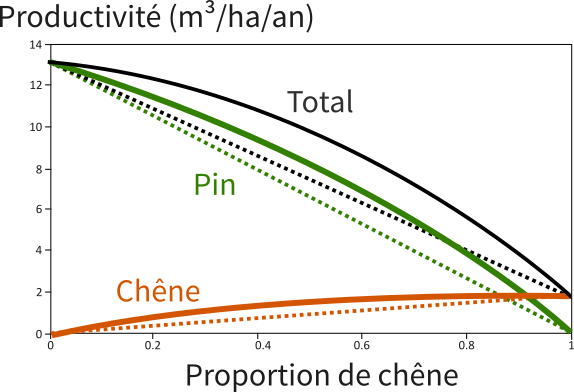 Productivité (m³/ha/an)
14
12
10
8
6
4
2
0
Total
Pin
Chêne
0
0.2
0.4
0.6
0.8
1
Proportion de chêne